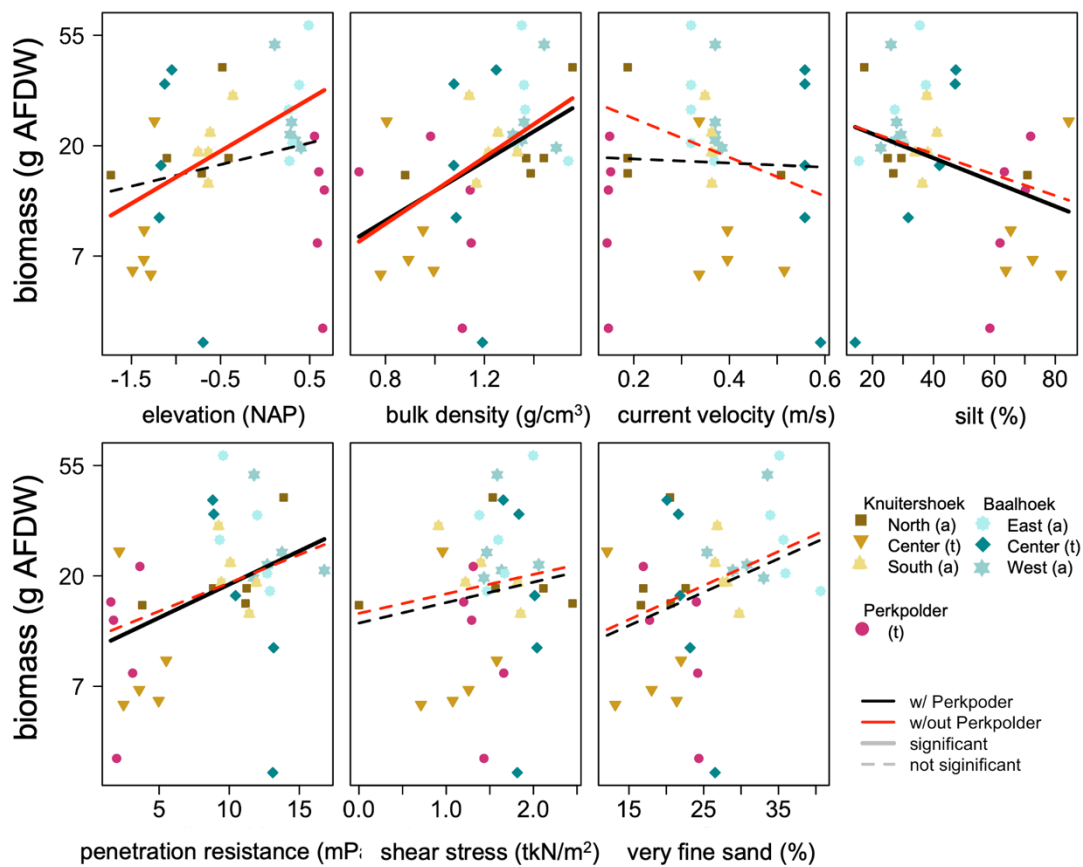 biomass (g AFDW)
55
20
7
-1.5 -0.5 0.5
0.8 1.2
0.2 0.4 0.6
20 40 60 80
elevation (NAP)
bulk density (g/cm³)
current velocity (m/s)
silt (%)
biomass (g AFDW)
55
20
7
5 10 15
0.0 1.0 2.0
15 25 35
penetration resistance (mPa
shear stress (tkN/m²)
very fine sand (%)
Knuitershoek Baalhoek
North (a) East (a)
Center (t) Center (t)
South (a) West (a)
Perkpolder
(t)
w/ Perkpoder
w/out Perkpolder
significant
not siginificant